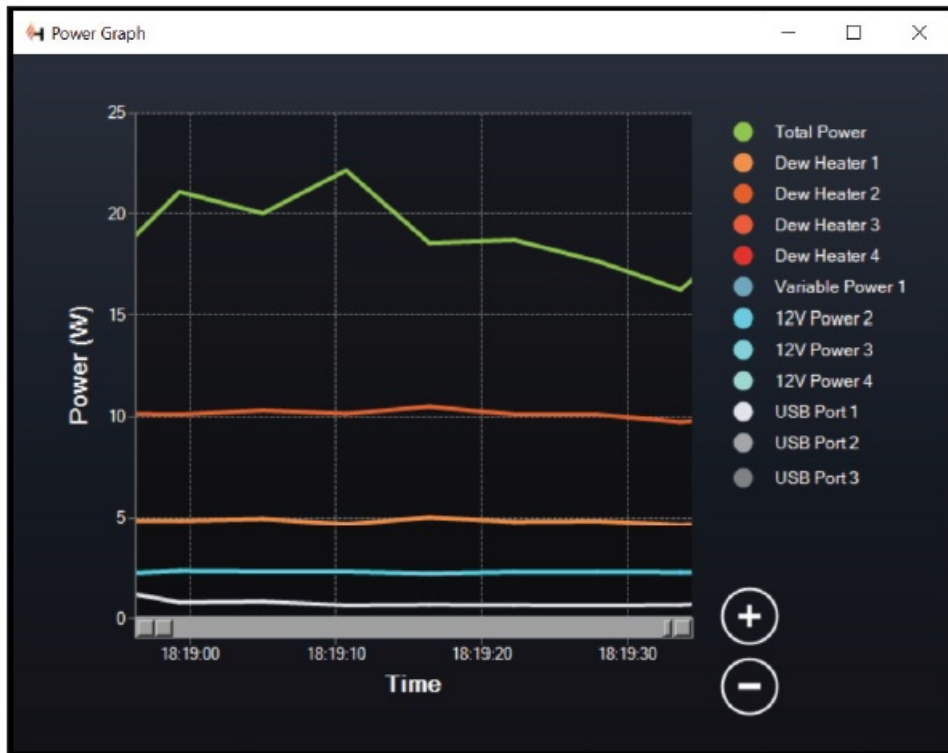 Power Graph
25
20
15
10
5
0
Power (W)
18:19:00 18:19:10 18:19:20 18:19:30
Time
Total Power
Dew Heater 1
Dew Heater 2
Dew Heater 3
Dew Heater 4
Variable Power 1
12V Power 2
12V Power 3
12V Power 4
USB Port 1
USB Port 2
USB Port 3